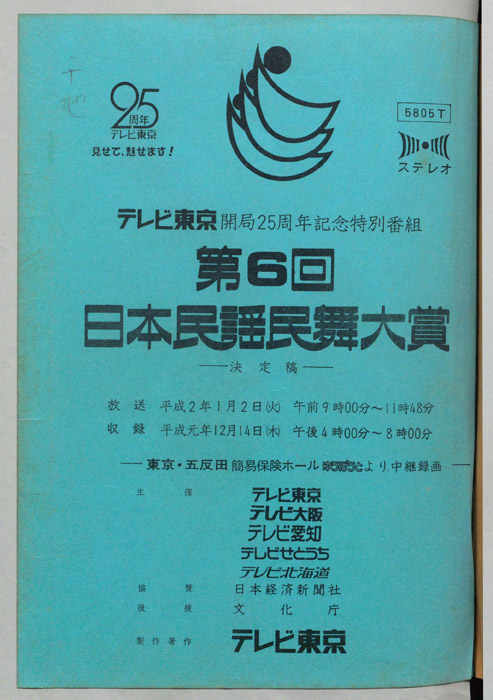 25
周年
テレビ東京
見せて、魅せます！
5805T
ステレオ
テレビ東京開局25周年記念特別番組
第6回
日本民謡民舞大賞
──決定稿──
放送 平成2年1月2日(火) 午前9時00分〜11時48分
収録 平成元年12月14日(木) 午後4時00分〜8時00分
──東京・五反田簡易保険ホールゆうぽうとより、中継録画──
主催 テレビ東京
テレビ大阪
テレビ愛知
テレビせとうち
テレビ北海道
協賛 日本経済新聞社
後援 文化庁
製作著作 テレビ東京